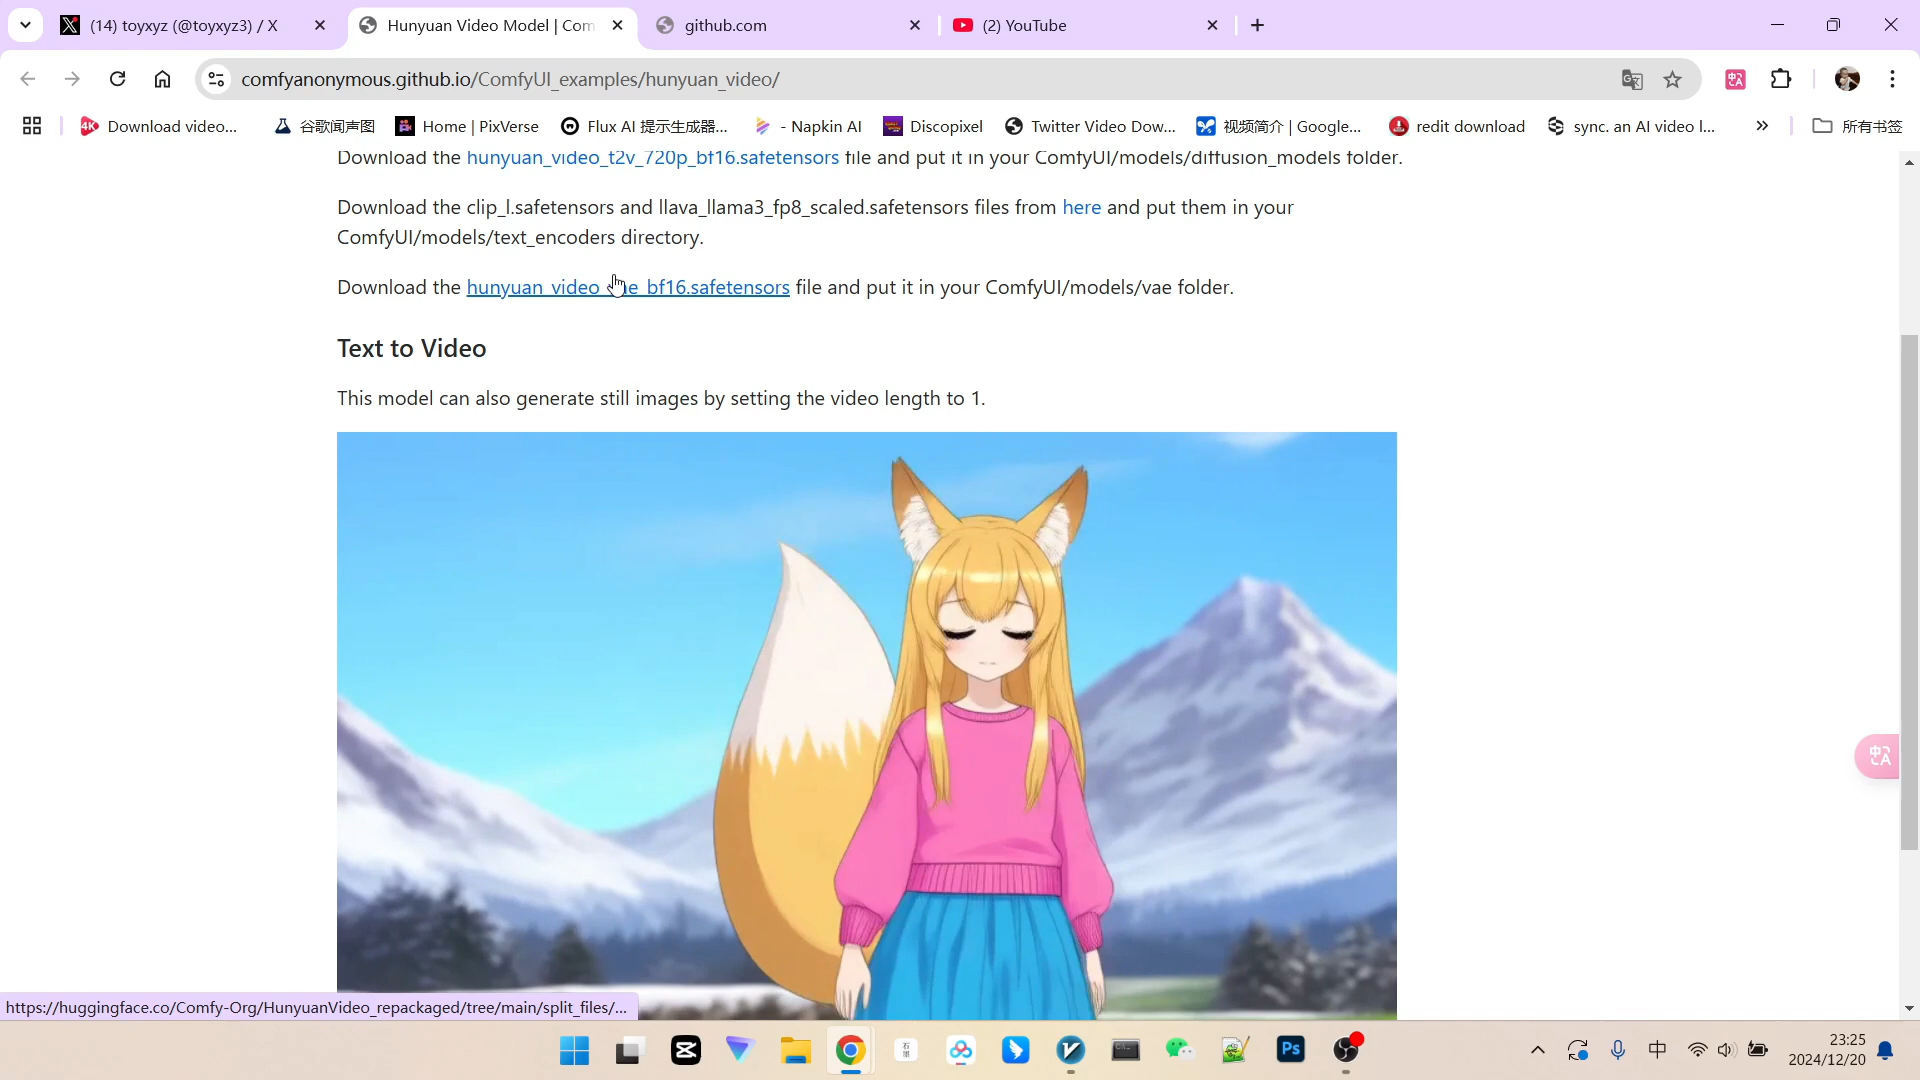 (14) toyxyz (@toyxyz3) / X
Hunyuan Video Model | Com
github.com
(2) YouTube
comfyanonymous.github.io/ComfyUI_examples/hunyuan_video/
Download video...
谷歌闻声图
Home | PixVerse
Flux AI 提示生成器...
- Napkin AI
Discopixel
Twitter Video Dow...
视频简介 | Google...
redit download
sync. an AI video l...
»
所有书签
Download the hunyuan_video_t2v_720p_bf16.safetensors file and put it in your ComfyUI/models/diffusion_models folder.
Download the clip_l.safetensors and llava_llama3_fp8_scaled.safetensors files from here and put them in your
ComfyUI/models/text_encoders directory.
Download the hunyuan_video_vae_bf16.safetensors file and put it in your ComfyUI/models/vae folder.
Text to Video
This model can also generate still images by setting the video length to 1.
https://huggingface.co/Comfy-Org/HunyuanVideo_repackaged/tree/main/split_files/...
Ps
中
23:25
2024/12/20